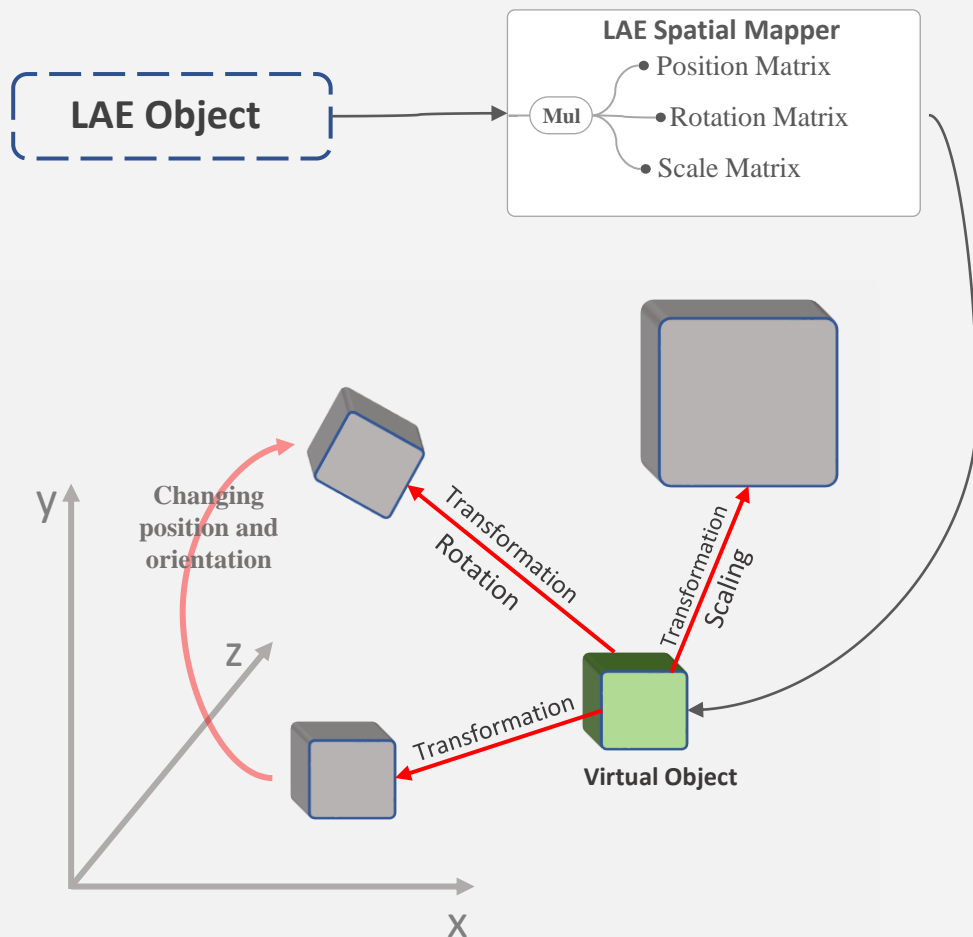 LAE Spatial Mapper
LAE Object
Mul
Position Matrix
Rotation Matrix
Scale Matrix
y
Changing
position and
orientation
Transformation
Rotation
Transformation
Scaling
z
Transformation
Virtual Object
x